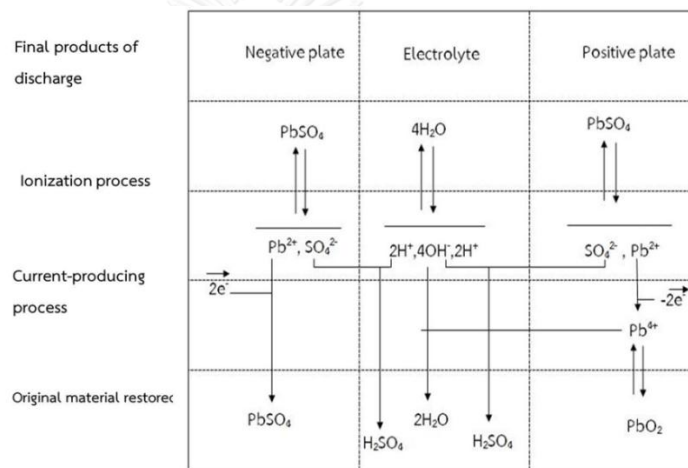 Final products of
discharge
Negative plate
Electrolyte
Positive plate
PbSO₄
4H₂O
PbSO₄
Ionization process
Pb²⁺, SO₄²⁻
2H⁺,4OH⁻,2H⁺
SO₄²⁻ , Pb²⁺
Current-producing
process
2e⁻
-2e⁻
Pb⁴⁺
Original material restored
PbSO₄
H₂SO₄
2H₂O
H₂SO₄
PbO₂